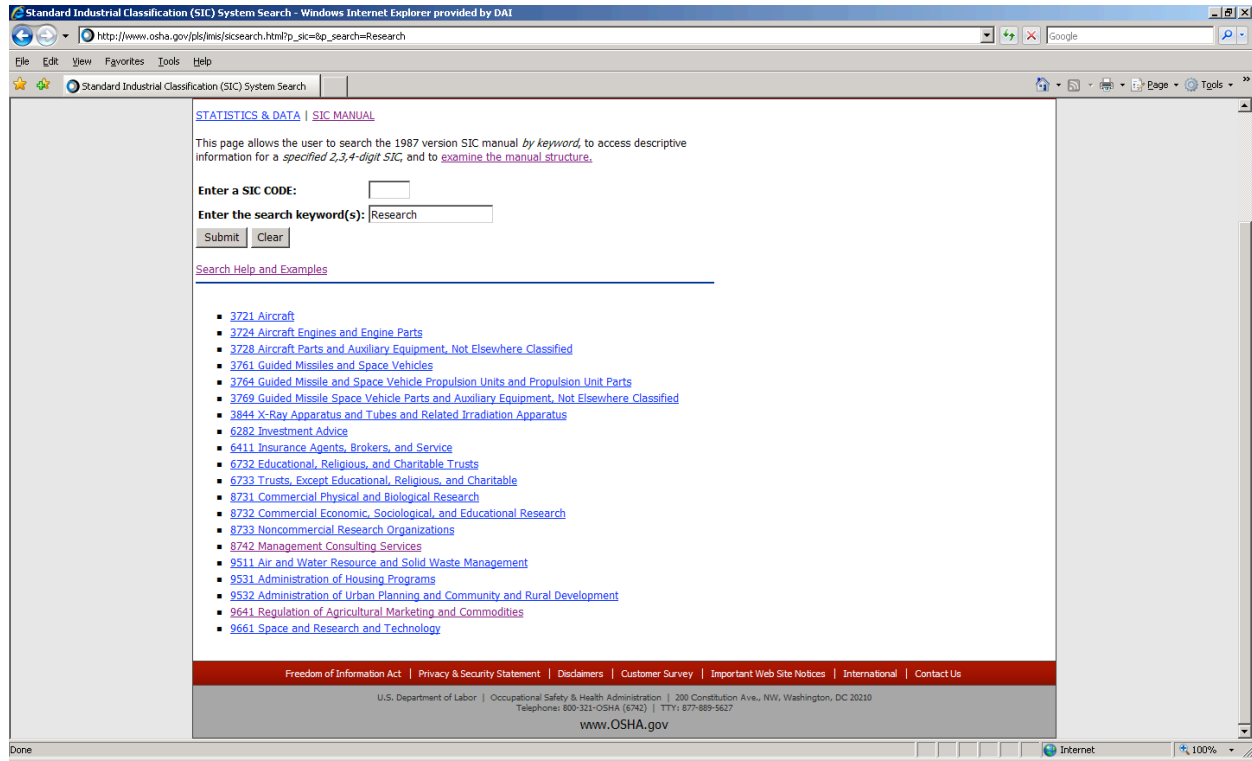 Standard Industrial Classification (SIC) System Search - Windows Internet Explorer provided by DAI
http://www.osha.gov/pls/imis/sicsearch.html?p_sic=&p_search=Research
Google
File Edit View Favorites Tools Help
Standard Industrial Classification (SIC) System Search
Page Tools »
STATISTICS & DATA | SIC MANUAL
This page allows the user to search the 1987 version SIC manual by keyword, to access descriptive
information for a specified 2,3,4-digit SIC, and to examine the manual structure.
Enter a SIC CODE:
Enter the search keyword(s): Research
Submit Clear
Search Help and Examples
3721 Aircraft
3724 Aircraft Engines and Engine Parts
3728 Aircraft Parts and Auxiliary Equipment, Not Elsewhere Classified
3761 Guided Missiles and Space Vehicles
3764 Guided Missile and Space Vehicle Propulsion Units and Propulsion Unit Parts
3769 Guided Missile Space Vehicle Parts and Auxiliary Equipment, Not Elsewhere Classified
3844 X-Ray Apparatus and Tubes and Related Irradiation Apparatus
6282 Investment Advice
6411 Insurance Agents, Brokers, and Service
6732 Educational, Religious, and Charitable Trusts
6733 Trusts, Except Educational, Religious, and Charitable
8731 Commercial Physical and Biological Research
8732 Commercial Economic, Sociological, and Educational Research
8733 Noncommercial Research Organizations
8742 Management Consulting Services
9511 Air and Water Resource and Solid Waste Management
9531 Administration of Housing Programs
9532 Administration of Urban Planning and Community and Rural Development
9641 Regulation of Agricultural Marketing and Commodities
9661 Space and Research and Technology
Freedom of Information Act | Privacy & Security Statement | Disclaimers | Customer Survey | Important Web Site Notices | International | Contact Us
U.S. Department of Labor | Occupational Safety & Health Administration | 200 Constitution Ave., NW, Washington, DC 20210
Telephone: 800-321-OSHA (6742) | TTY: 877-889-5627
www.OSHA.gov
Done Internet 100%